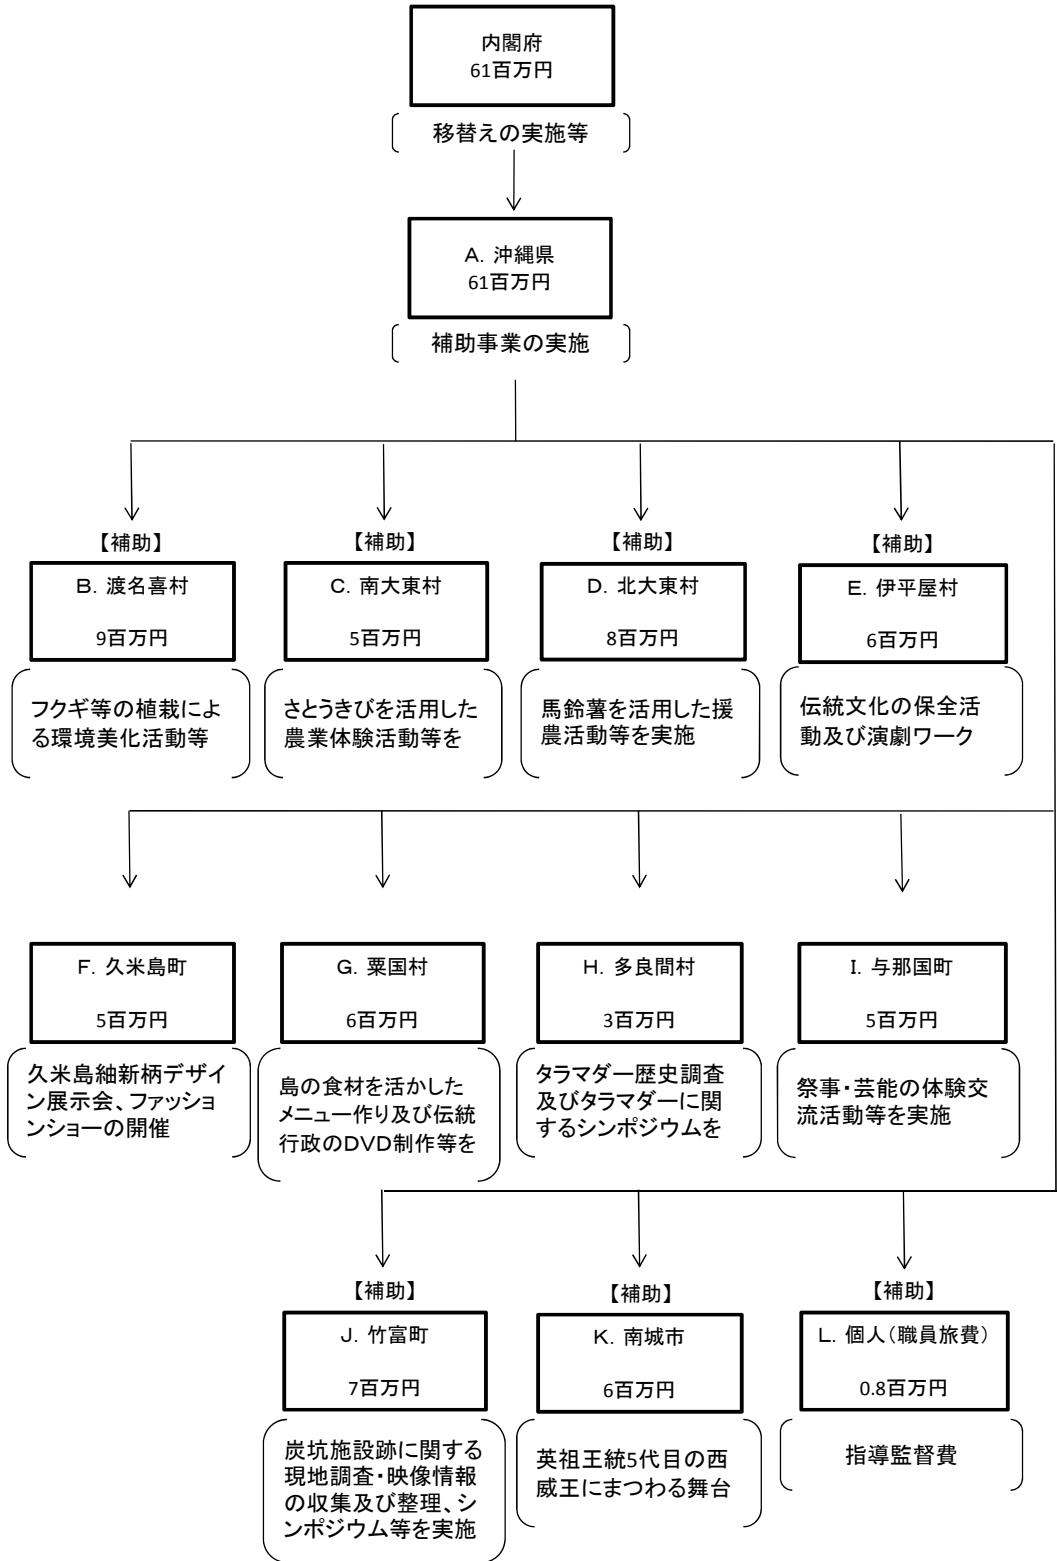 内閣府
61百万円
移替えの実施等
A. 沖縄県
61百万円
補助事業の実施
【補助】
B. 渡名喜村
9百万円
フクギ等の植栽によ
る環境美化活動等
【補助】
C. 南大東村
5百万円
さとうきびを活用した
農業体験活動等を
【補助】
D. 北大東村
8百万円
馬鈴薯を活用した援
農活動等を実施
【補助】
E. 伊平屋村
6百万円
伝統文化の保全活
動及び演劇ワーク
F. 久米島町
5百万円
久米島紬新柄デザイ
ン展示会、ファッショ
ンショーの開催
G. 粟国村
6百万円
島の食材を活かした
メニュー作り及び伝統
行政のDVD制作等を
H. 多良間村
3百万円
タラマダー歴史調査
及びタラマダーに関
するシンポジウムを
I. 与那国町
5百万円
祭事・芸能の体験交
流活動等を実施
【補助】
J. 竹富町
7百万円
炭坑施設跡に関する
現地調査・映像情報
の収集及び整理、シ
ンポジウム等を実施
【補助】
K. 南城市
6百万円
英祖王統5代目の西
威王にまつわる舞台
【補助】
L. 個人(職員旅費)
0.8百万円
指導監督費